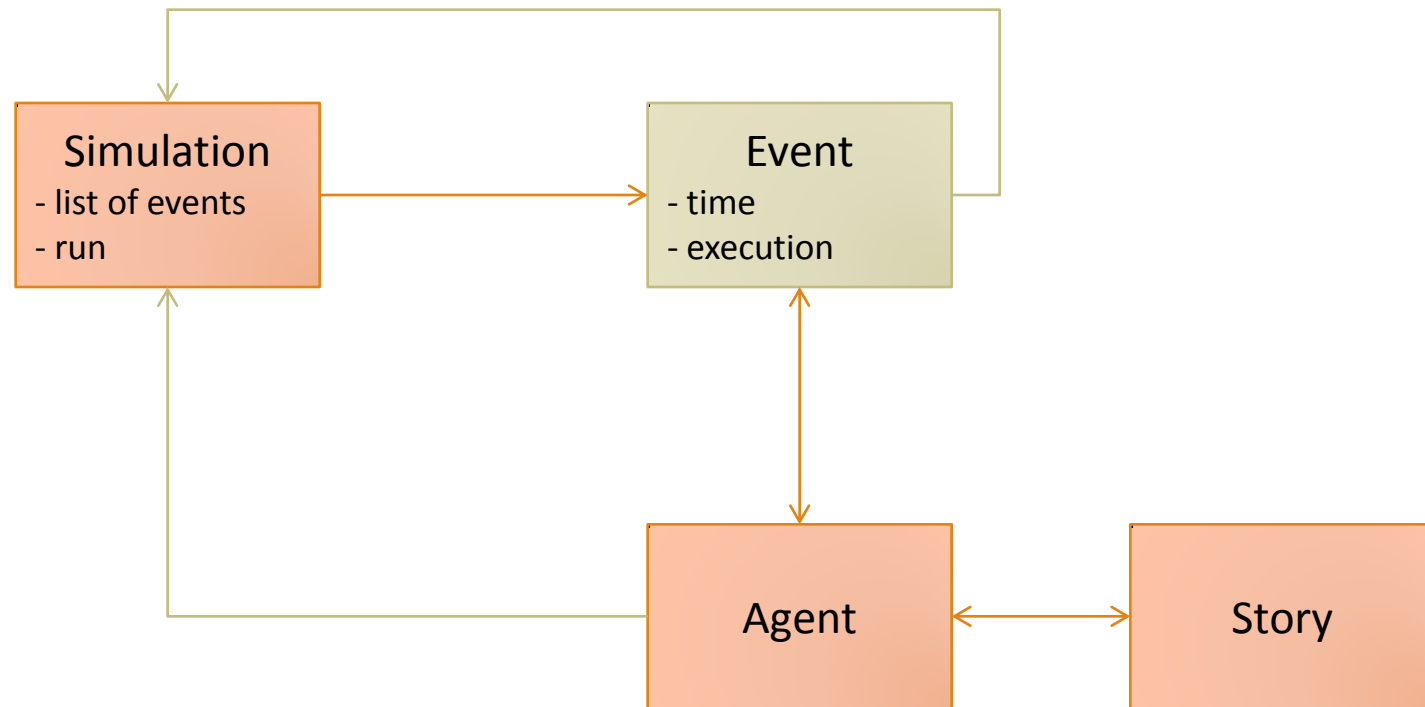 Simulation
- list of events
- run
Event
- time
- execution
Agent
Story